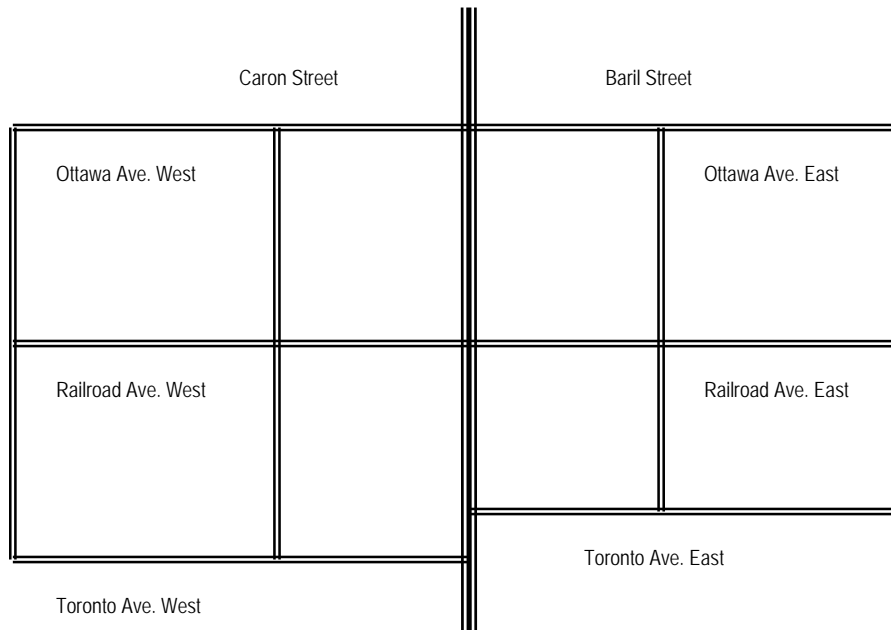 Caron Street
Baril Street
Ottawa Ave. West
Ottawa Ave. East
Railroad Ave. West
Railroad Ave. East
Toronto Ave. East
Toronto Ave. West